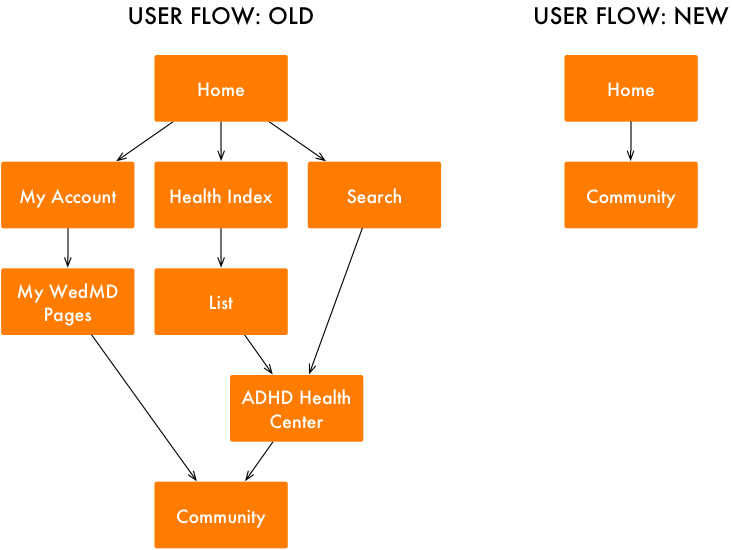 USER FLOW: OLD
USER FLOW: NEW
Home
Home
My Account
Health Index
Search
Community
My WedMD
Pages
List
ADHD Health
Center
Community